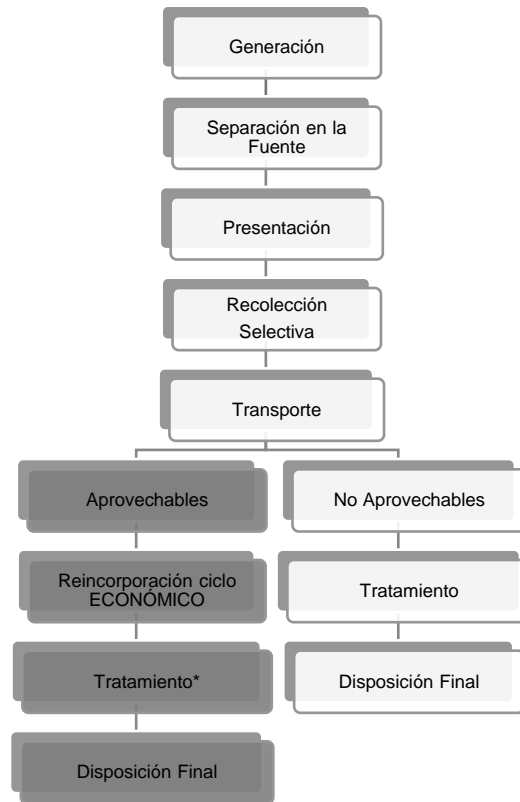 Generación
Separación en la
Fuente
Presentación
Recolección
Selectiva
Transporte
Aprovechables
No Aprovechables
Reincorporación ciclo
ECONÓMICO
Tratamiento
Tratamiento*
Disposición Final
Disposición Final